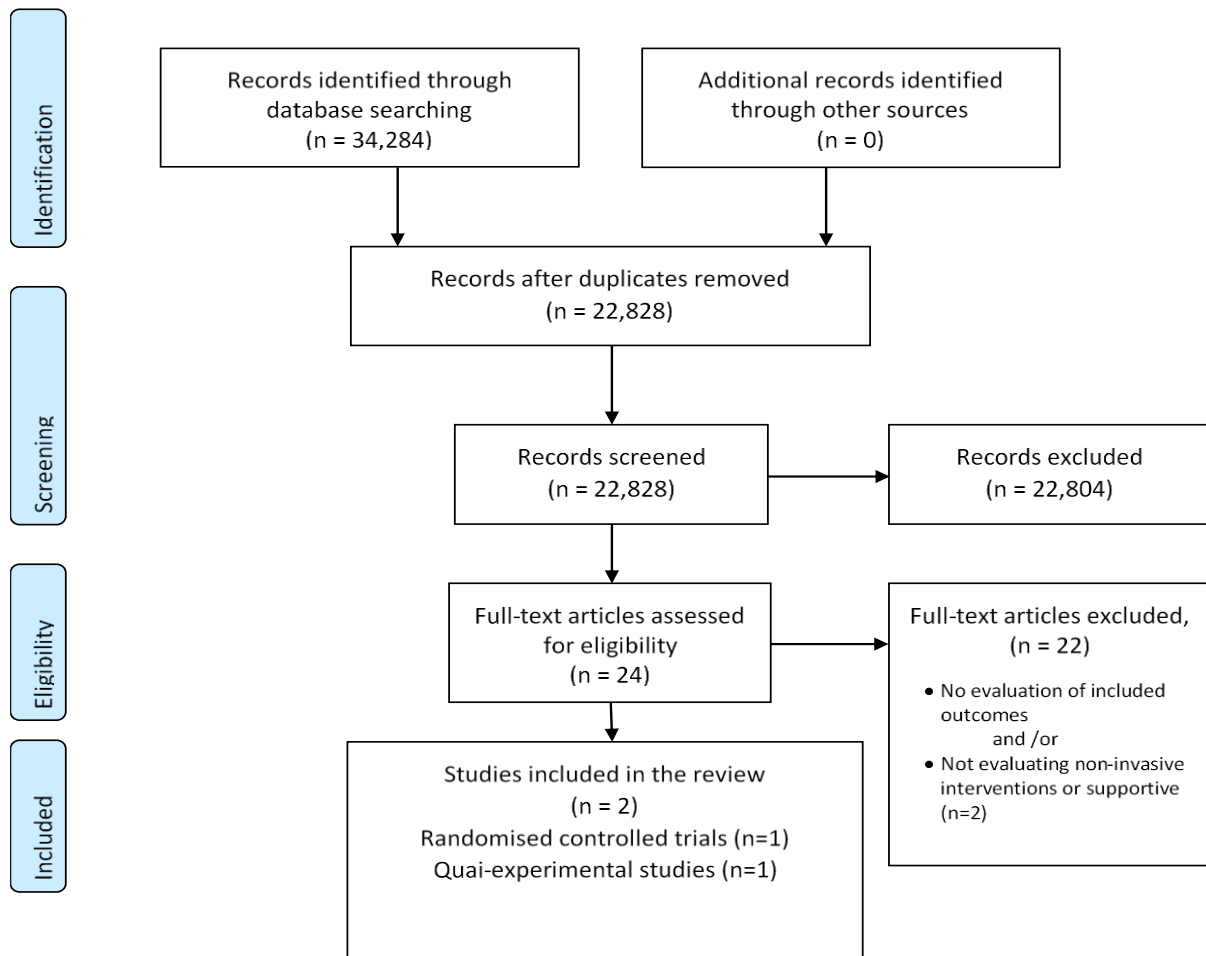 Identification
Records identified through
database searching
(n = 34,284)
Additional records identified
through other sources
(n = 0)
Records after duplicates removed
(n = 22,828)
Screening
Records screened
(n = 22,828)
Records excluded
(n = 22,804)
Eligibility
Full-text articles assessed
for eligibility
(n = 24)
Full-text articles excluded,
(n = 22)
• No evaluation of included
outcomes
and /or
• Not evaluating non-invasive
interventions or supportive
(n=2)
Included
Studies included in the review
(n = 2)
Randomised controlled trials (n=1)
Quai-experimental studies (n=1)